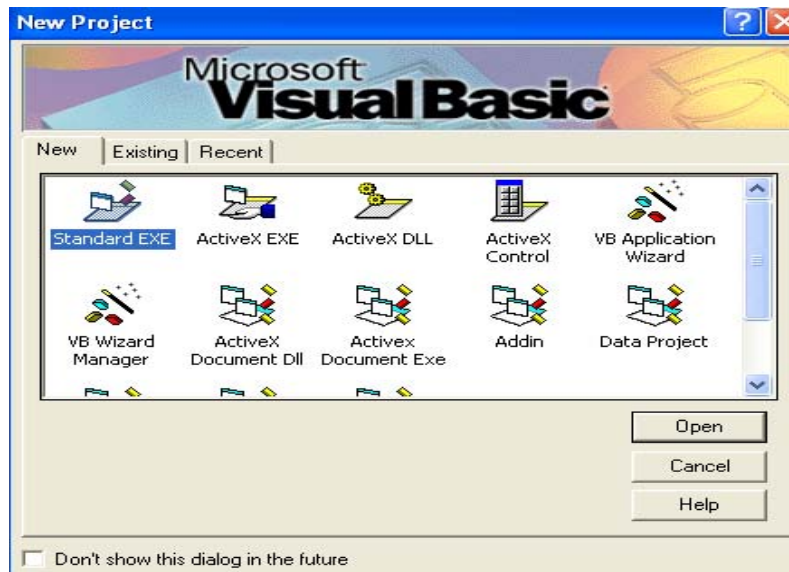 New Project
Microsoft
Visual Basic
New Existing Recent
Standard EXE ActiveX EXE ActiveX DLL ActiveX Control VB Application Wizard
VB Wizard Manager ActiveX Document Dll Activex Document Exe Addin Data Project
Open
Cancel
Help
Don't show this dialog in the future